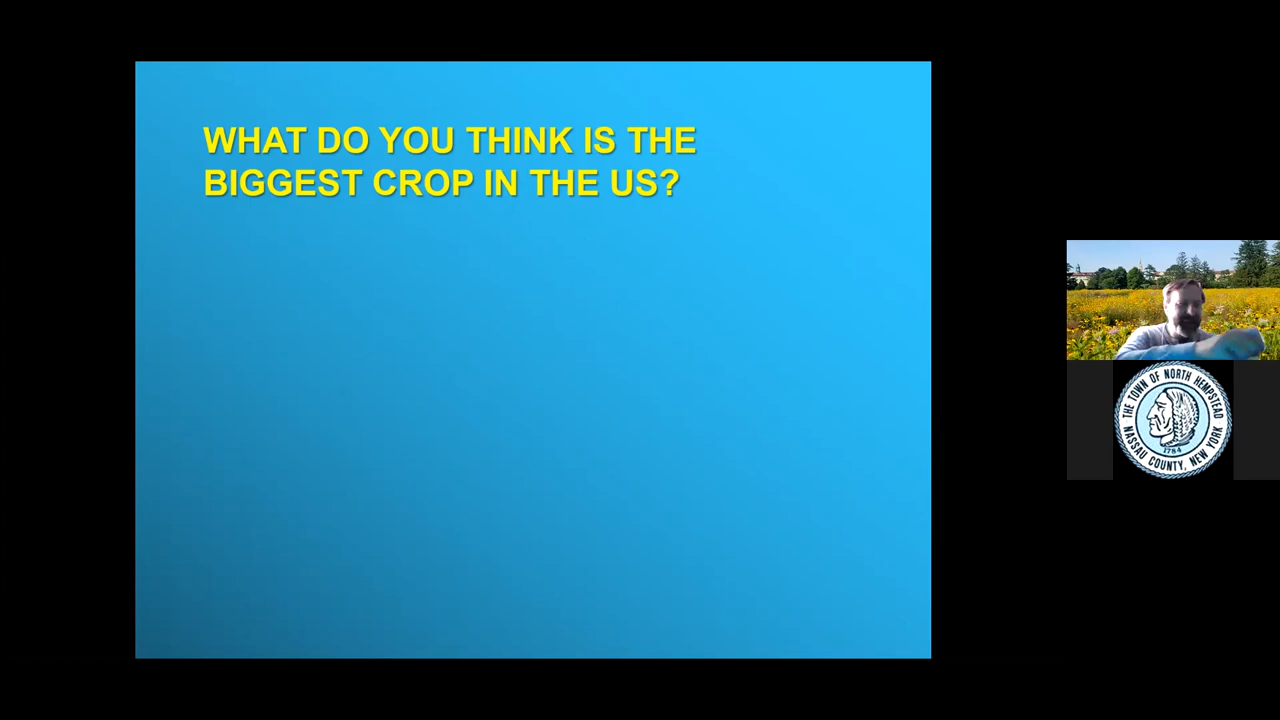 WHAT DO YOU THINK IS THE
BIGGEST CROP IN THE US?
THE TOWN OF NORTH HEMPSTEAD
NASSAU COUNTY, NEW YORK
1784